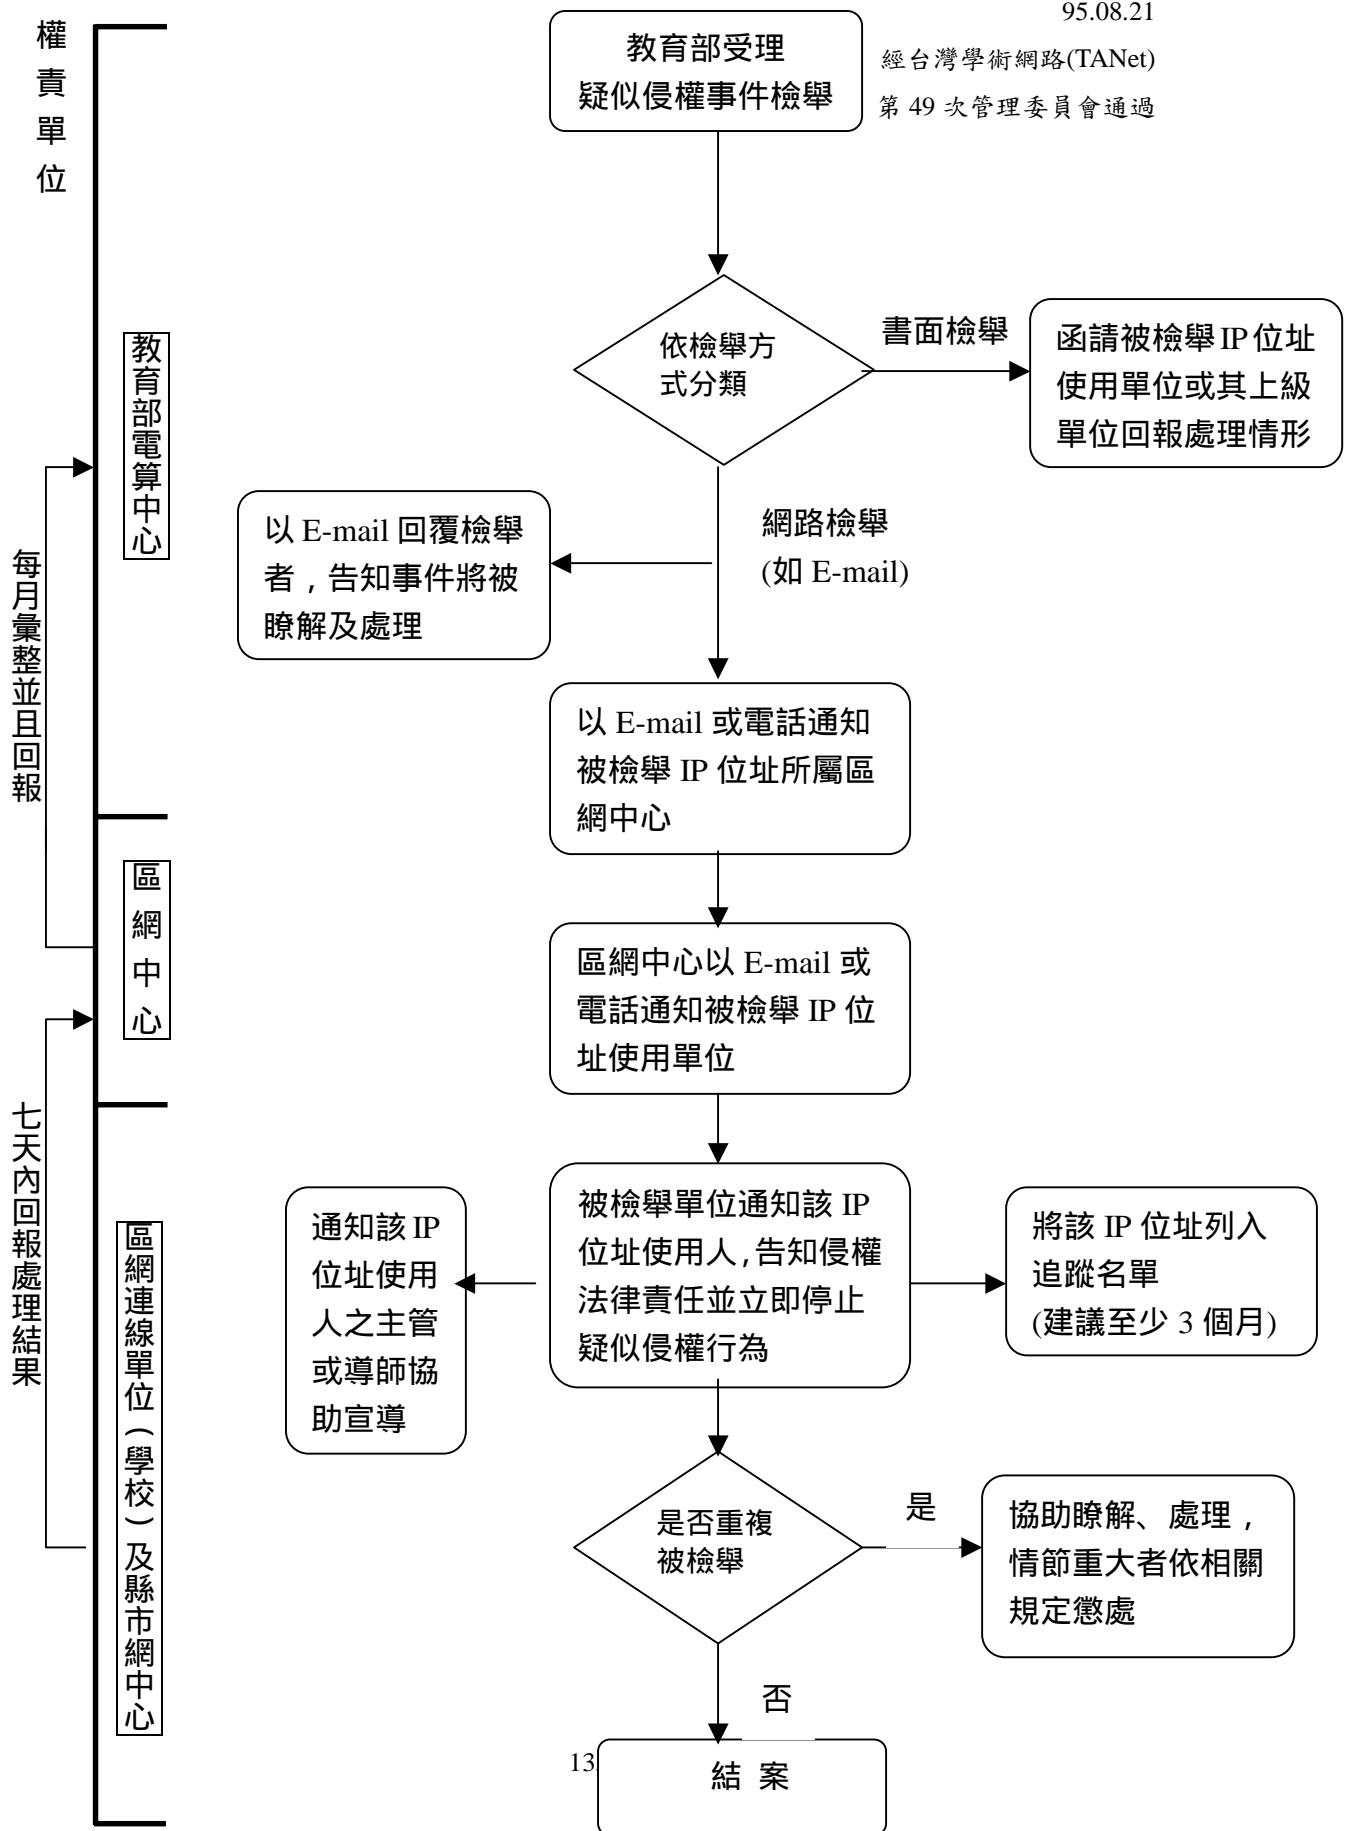 95.08.21
經台灣學術網路(TANet)
第 49 次管理委員會通過
權責單位
教育部受理
疑似侵權事件檢舉
依檢舉方
式分類
書面檢舉
函請被檢舉 IP 位址
使用單位或其上級
單位回報處理情形
教育部電算中心
網路檢舉
(如 E-mail)
以 E-mail 回覆檢舉
者，告知事件將被
瞭解及處理
每月彙整並且回報
以 E-mail 或電話通知
被檢舉 IP 位址所屬區
網中心
區網中心
區網中心以 E-mail 或
電話通知被檢舉 IP 位
址使用單位
七天內回報處理結果
區網連線單位(學校)及縣市網中心
通知該 IP
位址使用
人之主管
或導師協
助宣導
被檢舉單位通知該 IP
位址使用人,告知侵權
法律責任並立即停止
疑似侵權行為
將該 IP 位址列入
追蹤名單
(建議至少 3 個月)
是否重複
被檢舉
是
協助瞭解、處理，
情節重大者依相關
規定懲處
否
結 案
13